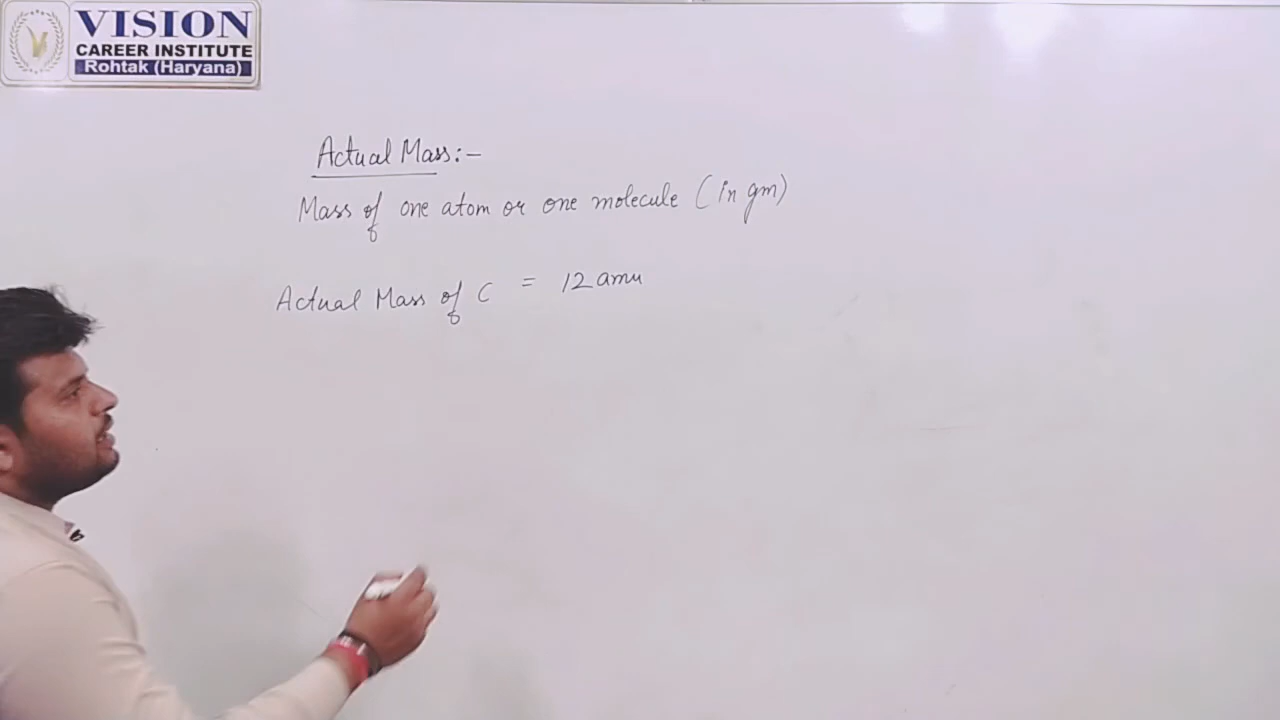 VISION
CAREER INSTITUTE
Rohtak (Haryana)
Actual Mass:-
Mass of one atom or one molecule (in gm)
Actual Mass of C = 12 amu